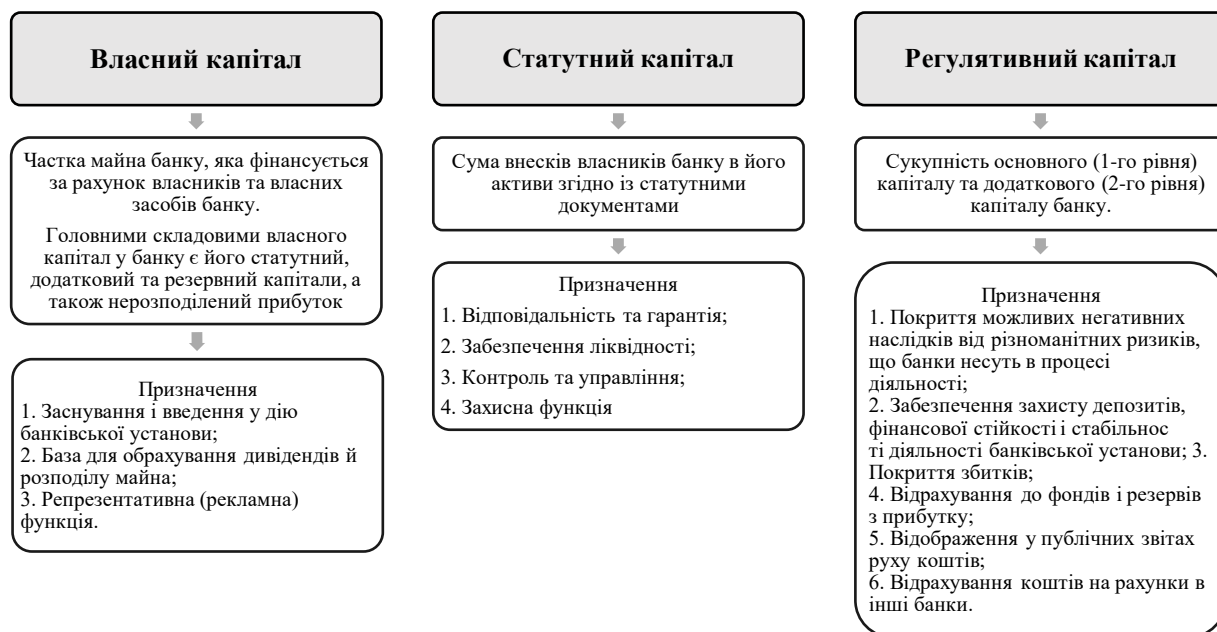 Власний капітал
Частка майна банку, яка фінансується
за рахунок власників та власних
засобів банку.
Головними складовими власного
капітал у банку є його статутний,
додатковий та резервний капітали, а
також нерозподілений прибуток
Призначення
1. Заснування і введення у дію
банківської установи;
2. База для обрахування дивідендів й
розподілу майна;
3. Репрезентативна (рекламна)
функція.
Статутний капітал
Сума внесків власників банку в його
активи згідно із статутними
документами
Призначення
1. Відповідальність та гарантія;
2. Забезпечення ліквідності;
3. Контроль та управління;
4. Захисна функція
Регулятивний капітал
Сукупність основного (1-го рівня)
капіталу та додаткового (2-го рівня)
капіталу банку.
Призначення
1. Покриття можливих негативних
наслідків від різноманітних ризиків,
що банки несуть в процесі
діяльності;
2. Забезпечення захисту депозитів,
фінансової стійкості і стабільнос
ті діяльності банківської установи; 3.
Покриття збитків;
4. Відрахування до фондів і резервів
з прибутку;
5. Відображення у публічних звітах
руху коштів;
6. Відрахування коштів на рахунки в
інші банки.